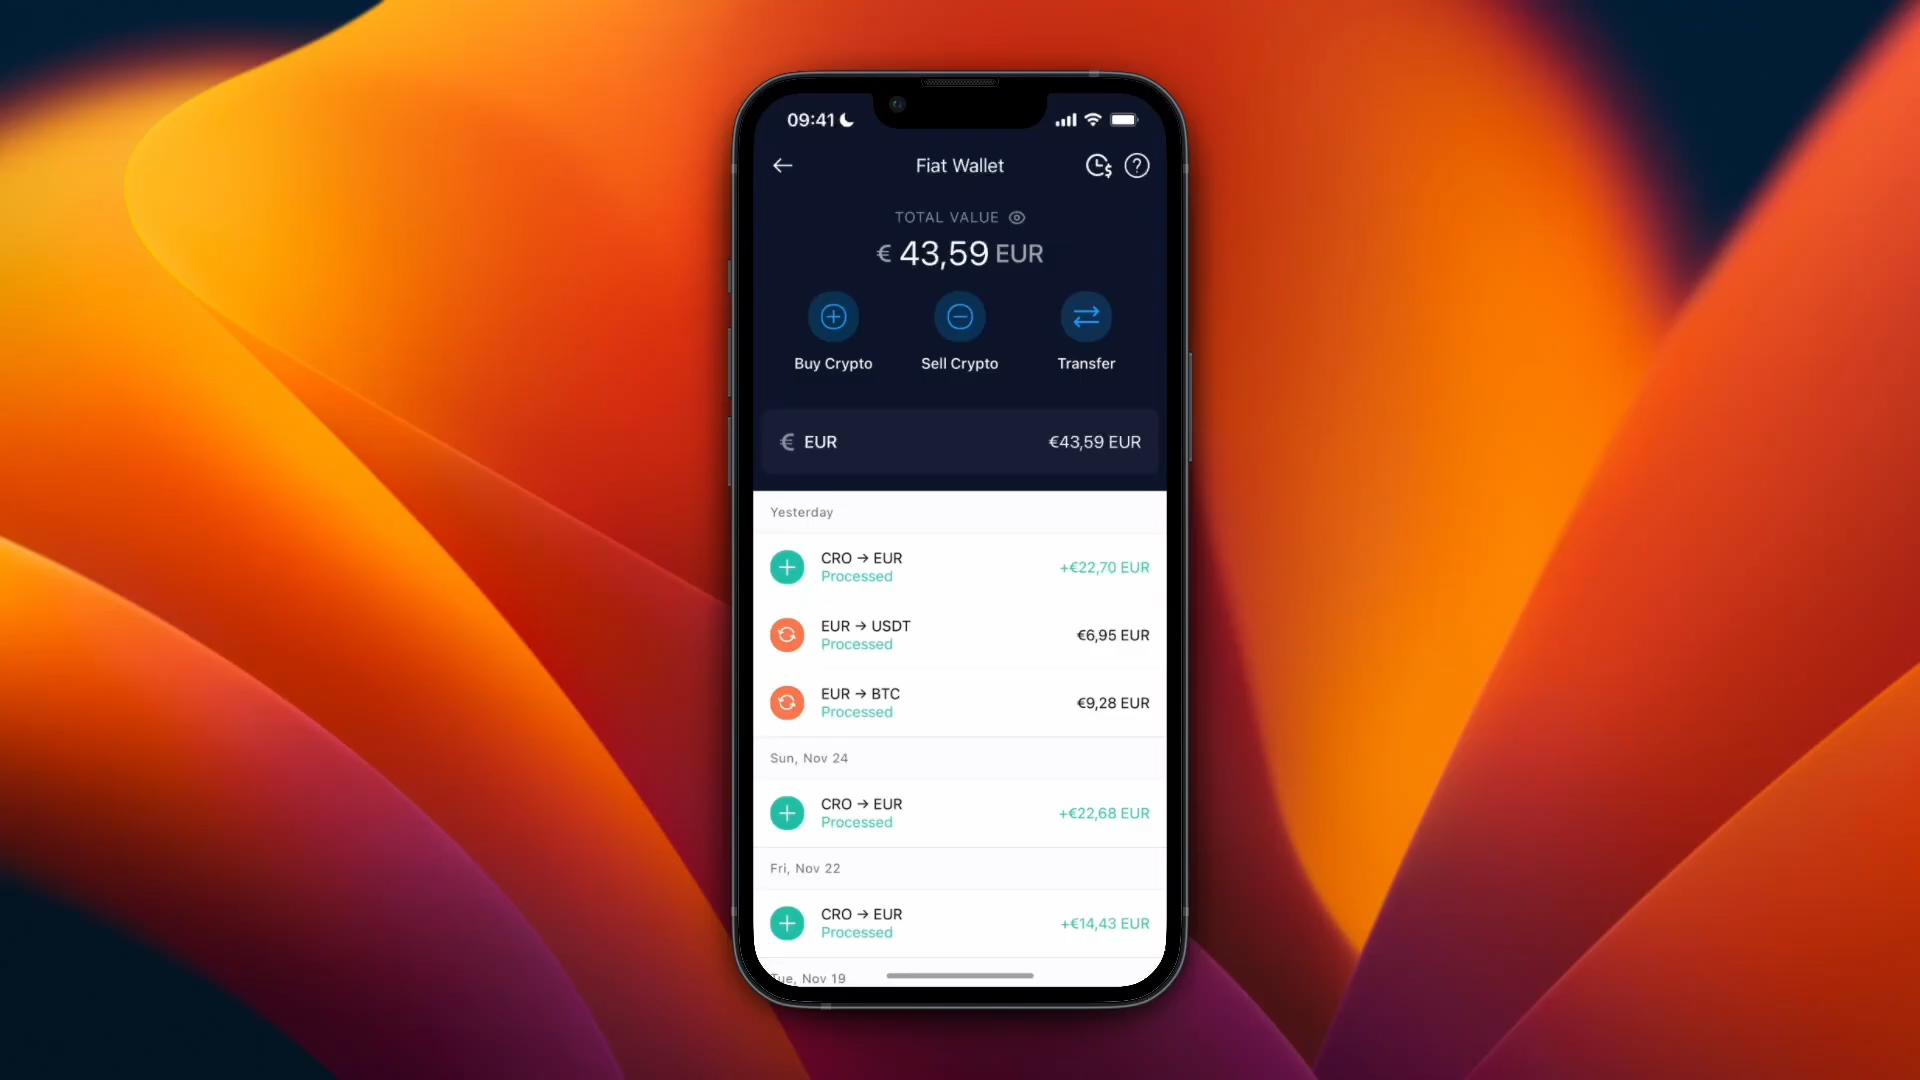 09:41
Fiat Wallet
TOTAL VALUE
€ 43,59 EUR
Buy Crypto
Sell Crypto
Transfer
€ EUR
€43,59 EUR
Yesterday
CRO → EUR
Processed
+€22,70 EUR
EUR → USDT
Processed
€6,95 EUR
EUR → BTC
Processed
€9,28 EUR
Sun, Nov 24
CRO → EUR
Processed
+€22,68 EUR
Fri, Nov 22
CRO → EUR
Processed
+€14,43 EUR
Tue, Nov 19